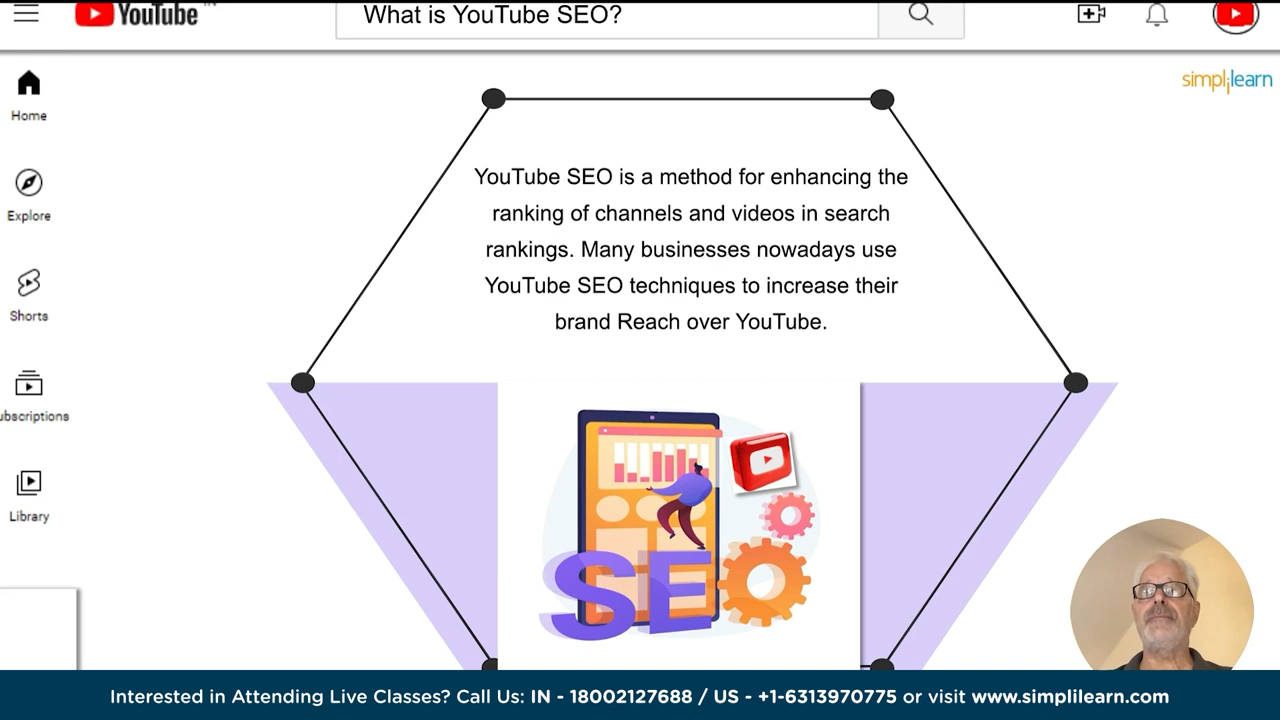 YouTube
What is YouTube SEO?
simplilearn
Home
Explore
Shorts
ubscriptions
Library
YouTube SEO is a method for enhancing the
ranking of channels and videos in search
rankings. Many businesses nowadays use
YouTube SEO techniques to increase their
brand Reach over YouTube.
SEO
Interested in Attending Live Classes? Call Us: IN - 18002127688 / US - +1-6313970775 or visit www.simplilearn.com